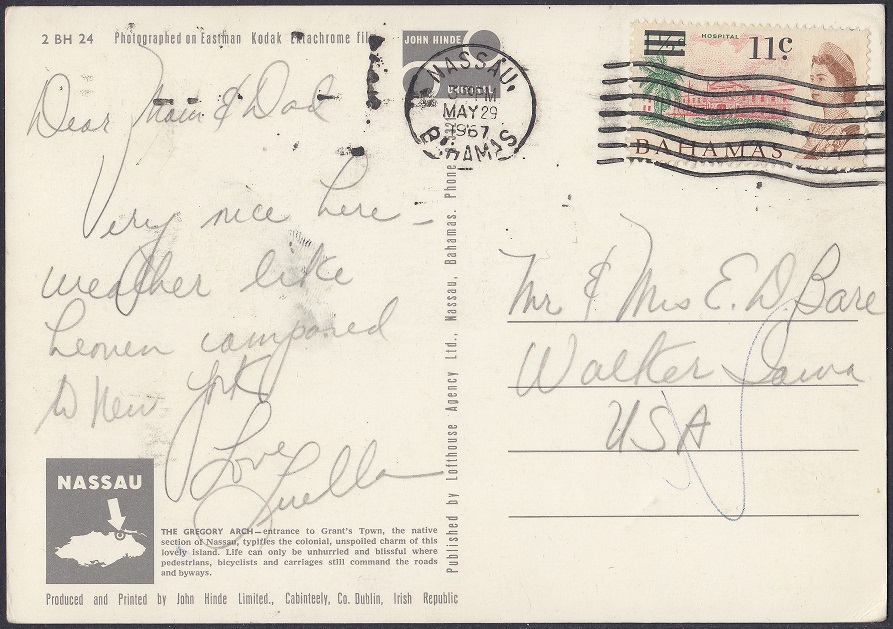 2 BH 24 Photographed on Eastman Kodak Ektachrome film
JOHN HINDE
ORIGINAL
NASSAU,
PM
MAY 29
1967
BAHAMAS
HOSPITAL
11c
BAHAMAS
Dear Mom & Dad
Very nice here –
weather like
heaven compared
to New York
Love
Luella
Mr & Mrs E. D. Bare
Walker Iowa
USA
Published by Lofthouse Agency Ltd., Nassau, Bahamas. Phone
NASSAU
THE GREGORY ARCH—entrance to Grant's Town, the native
section of Nassau, typifies the colonial, unspoiled charm of this
lovely island. Life can only be unhurried and blissful where
pedestrians, bicyclists and carriages still command the roads
and byways.
Produced and Printed by John Hinde Limited., Cabinteely, Co. Dublin, Irish Republic